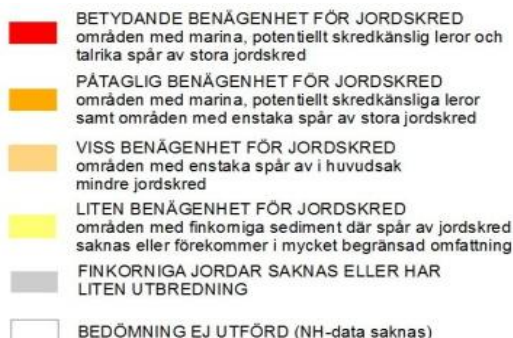 BETYDANDE BENÄGENHET FÖR JORDSKRED
områden med marina, potentiellt skredkänslig leror och
talrika spår av stora jordskred
PÅTAGLIG BENÄGENHET FÖR JORDSKRED
områden med marina, potentiellt skredkänsliga leror
samt områden med enstaka spår av stora jordskred
VISS BENÄGENHET FÖR JORDSKRED
områden med enstaka spår av i huvudsak
mindre jordskred
LITEN BENÄGENHET FÖR JORDSKRED
områden med finkorniga sediment där spår av jordskred
saknas eller förekommer i mycket begränsad omfattning
FINKORNIGA JORDAR SAKNAS ELLER HAR
LITEN UTBREDNING
BEDÖMNING EJ UTFÖRD (NH-data saknas)